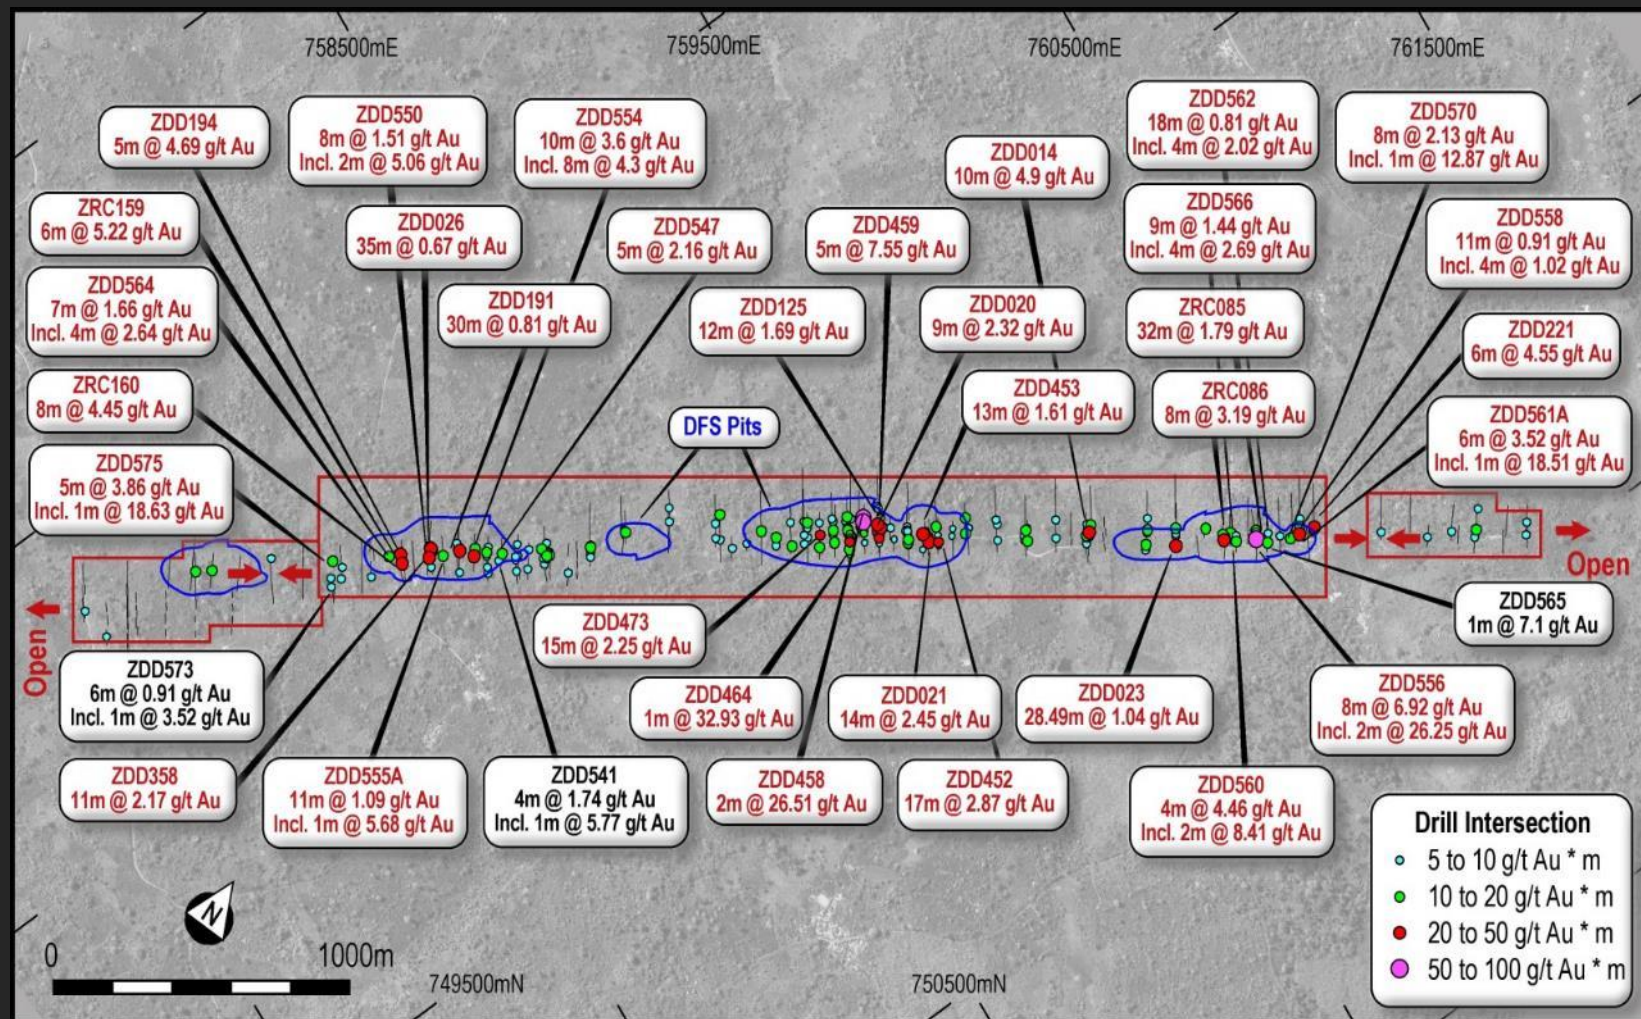 758500mE
759500mE
760500mE
761500mE
ZDD194
5m @ 4.69 g/t Au
ZDD550
8m @ 1.51 g/t Au
Incl. 2m @ 5.06 g/t Au
ZDD554
10m @ 3.6 g/t Au
Incl. 8m @ 4.3 g/t Au
ZDD014
10m @ 4.9 g/t Au
ZDD562
18m @ 0.81 g/t Au
Incl. 4m @ 2.02 g/t Au
ZDD570
8m @ 2.13 g/t Au
Incl. 1m @ 12.87 g/t Au
ZRC159
6m @ 5.22 g/t Au
ZDD026
35m @ 0.67 g/t Au
ZDD547
5m @ 2.16 g/t Au
ZDD459
5m @ 7.55 g/t Au
ZDD566
9m @ 1.44 g/t Au
Incl. 4m @ 2.69 g/t Au
ZDD558
11m @ 0.91 g/t Au
Incl. 4m @ 1.02 g/t Au
ZDD564
7m @ 1.66 g/t Au
Incl. 4m @ 2.64 g/t Au
ZDD191
30m @ 0.81 g/t Au
ZDD125
12m @ 1.69 g/t Au
ZDD020
9m @ 2.32 g/t Au
ZRC085
32m @ 1.79 g/t Au
ZDD221
6m @ 4.55 g/t Au
ZRC160
8m @ 4.45 g/t Au
DFS Pits
ZDD453
13m @ 1.61 g/t Au
ZRC086
8m @ 3.19 g/t Au
ZDD561A
6m @ 3.52 g/t Au
Incl. 1m @ 18.51 g/t Au
ZDD575
5m @ 3.86 g/t Au
Incl. 1m @ 18.63 g/t Au
Open
Open
ZDD565
1m @ 7.1 g/t Au
ZDD473
15m @ 2.25 g/t Au
ZDD573
6m @ 0.91 g/t Au
Incl. 1m @ 3.52 g/t Au
ZDD464
1m @ 32.93 g/t Au
ZDD021
14m @ 2.45 g/t Au
ZDD023
28.49m @ 1.04 g/t Au
ZDD556
8m @ 6.92 g/t Au
Incl. 2m @ 26.25 g/t Au
ZDD358
11m @ 2.17 g/t Au
ZDD555A
11m @ 1.09 g/t Au
Incl. 1m @ 5.68 g/t Au
ZDD541
4m @ 1.74 g/t Au
Incl. 1m @ 5.77 g/t Au
ZDD458
2m @ 26.51 g/t Au
ZDD452
17m @ 2.87 g/t Au
ZDD560
4m @ 4.46 g/t Au
Incl. 2m @ 8.41 g/t Au
Drill Intersection
5 to 10 g/t Au * m
10 to 20 g/t Au * m
20 to 50 g/t Au * m
50 to 100 g/t Au * m
N
0
1000m
749500mN
750500mN